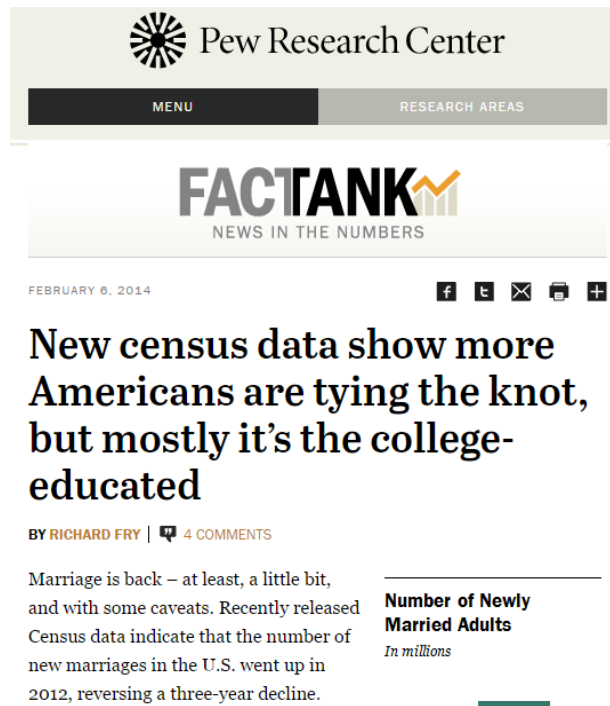 Pew Research Center
MENU
RESEARCH AREAS
FACTANK
NEWS IN THE NUMBERS
FEBRUARY 6, 2014
New census data show more
Americans are tying the knot,
but mostly it’s the college-
educated
BY RICHARD FRY | 4 COMMENTS
Marriage is back – at least, a little bit,
and with some caveats. Recently released
Census data indicate that the number of
new marriages in the U.S. went up in
2012, reversing a three-year decline.
Number of Newly
Married Adults
In millions